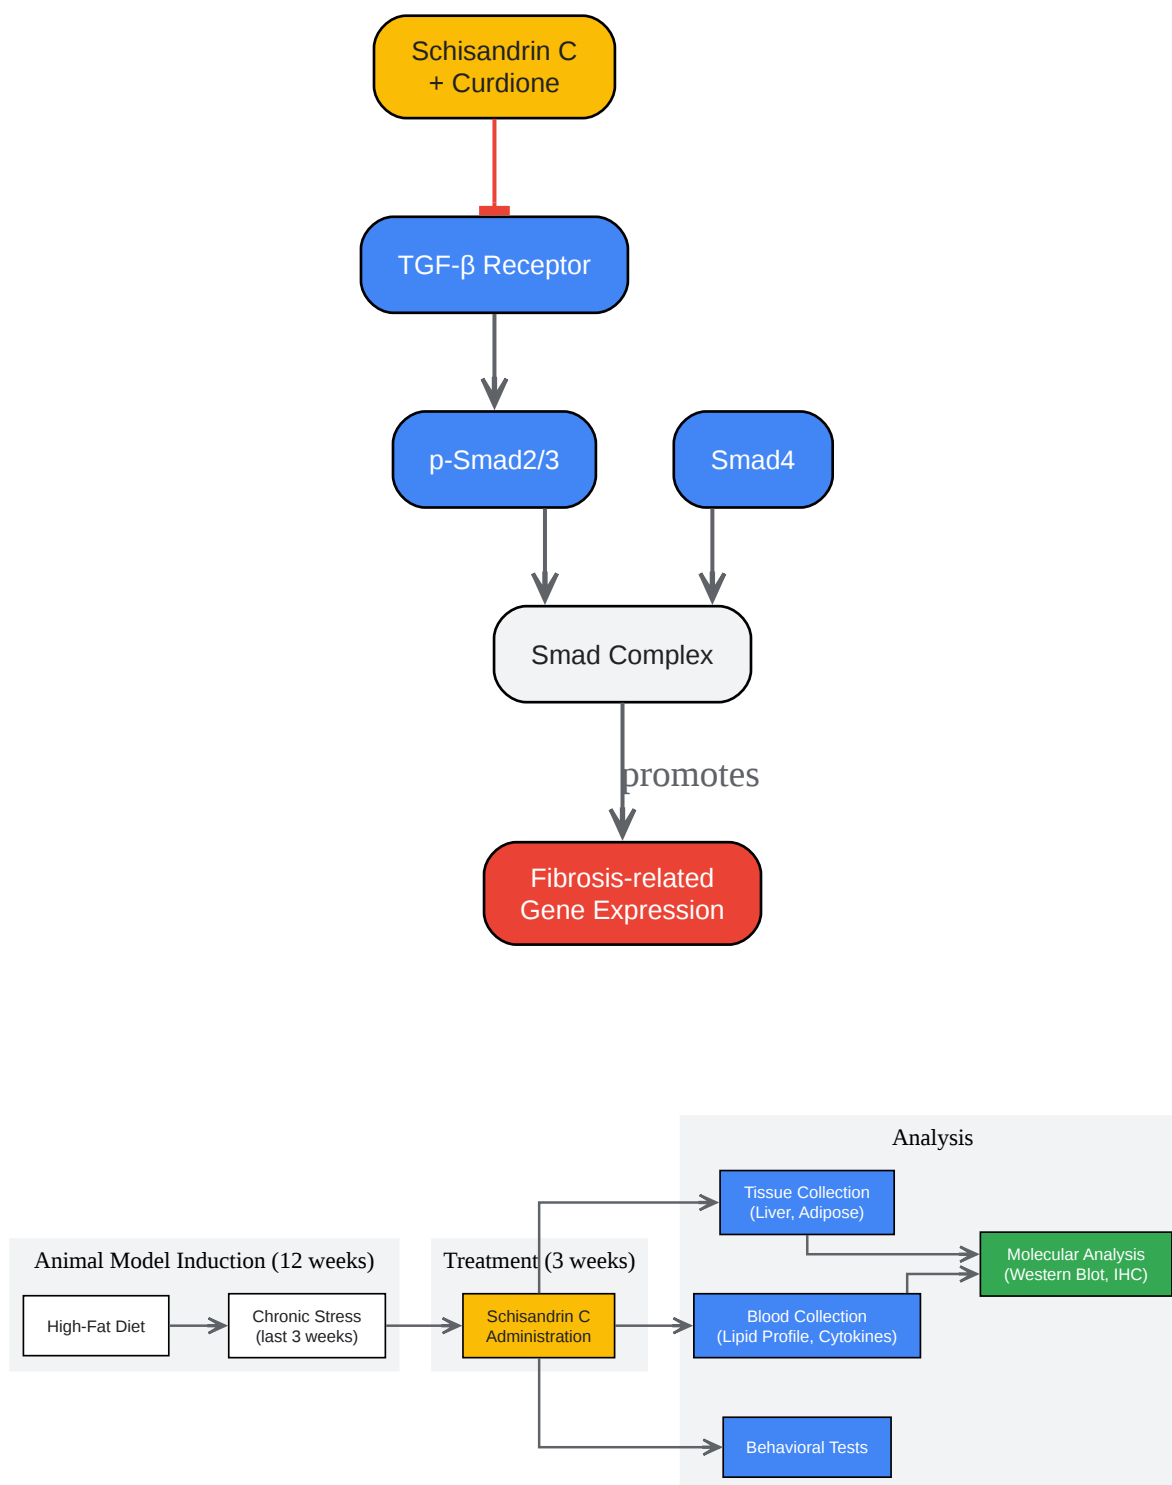 Schisandrin C
+ Curdione
TGF-β Receptor
p-Smad2/3
Smad4
Smad Complex
promotes
Fibrosis-related
Gene Expression
Analysis
Tissue Collection
(Liver, Adipose)
Animal Model Induction (12 weeks)
Treatment (3 weeks)
Molecular Analysis
(Western Blot, IHC)
High-Fat Diet
Chronic Stress
(last 3 weeks)
Schisandrin C
Administration
Blood Collection
(Lipid Profile, Cytokines)
Behavioral Tests